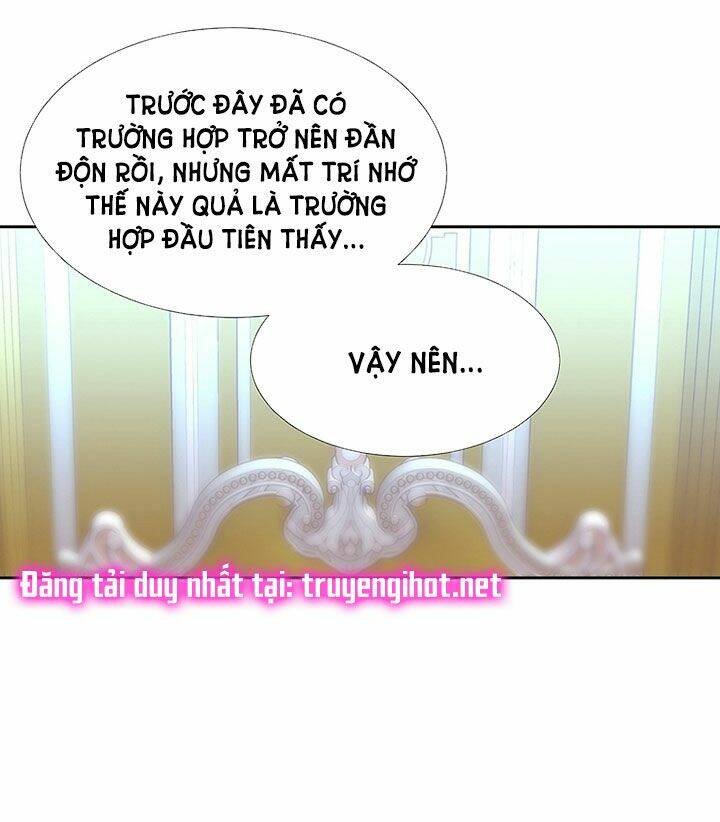 TRƯỚC ĐÂY ĐÃ CÓ
TRƯỜNG HỢP TRỞ NÊN ĐẦN
ĐỘN RỒI, NHƯNG MẤT TRÍ NHỚ
THẾ NÀY QUẢ LÀ TRƯỜNG
HỢP ĐẦU TIÊN THẤY...
VẬY NÊN...
Đăng tải duy nhất tại: truyengihot.net